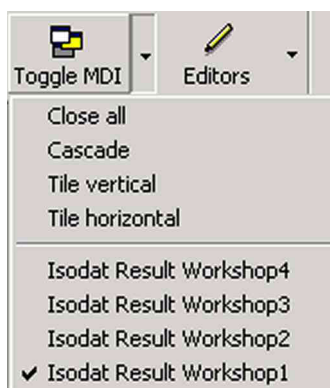 Toggle MDI Editors
Close all
Cascade
Tile vertical
Tile horizontal
Isodat Result Workshop4
Isodat Result Workshop3
Isodat Result Workshop2
Isodat Result Workshop1